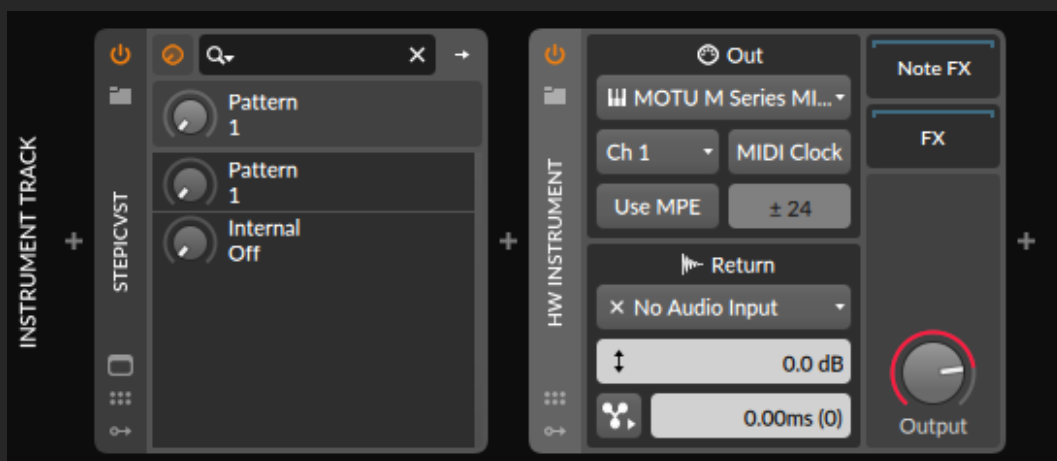 INSTRUMENT TRACK
STEPICVST
Pattern
1
Pattern
1
Internal
Off
HW INSTRUMENT
Out
MOTU M Series MI...
Ch 1
MIDI Clock
Use MPE
± 24
Return
× No Audio Input
0.0 dB
0.00ms (0)
Note FX
FX
Output